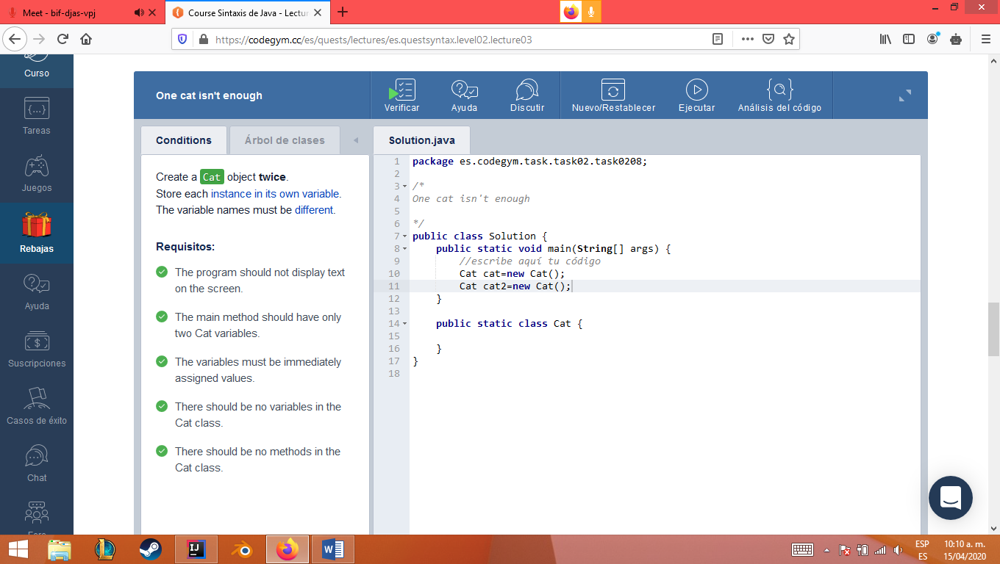 Meet - bif-djas-vpj
Course Sintaxis de Java - Lectur
https://codegym.cc/es/quests/lectures/es.questsyntax.level02.lecture03
Curso
Tareas
Juegos
Rebajas
Ayuda
Suscripciones
Casos de éxito
Chat
One cat isn't enough
Verificar
Ayuda
Discutir
Nuevo/Restablecer
Ejecutar
Análisis del código
Conditions
Árbol de clases
Create a Cat object twice.
Store each instance in its own variable.
The variable names must be different.
Requisitos:
The program should not display text
on the screen.
The main method should have only
two Cat variables.
The variables must be immediately
assigned values.
There should be no variables in the
Cat class.
There should be no methods in the
Cat class.
Solution.java
1 package es.codegym.task.task02.task0208;
2
3 /*
4 One cat isn't enough
5
6 */
7 public class Solution {
8 public static void main(String[] args) {
9 //escribe aquí tu código
10 Cat cat=new Cat();
11 Cat cat2=new Cat();
12 }
13
14 public static class Cat {
15
16 }
17 }
18
ESP
ES
10:10 a. m.
15/04/2020